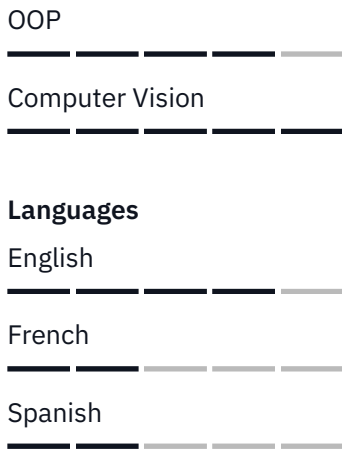 OOP
Computer Vision
Languages
English
French
Spanish